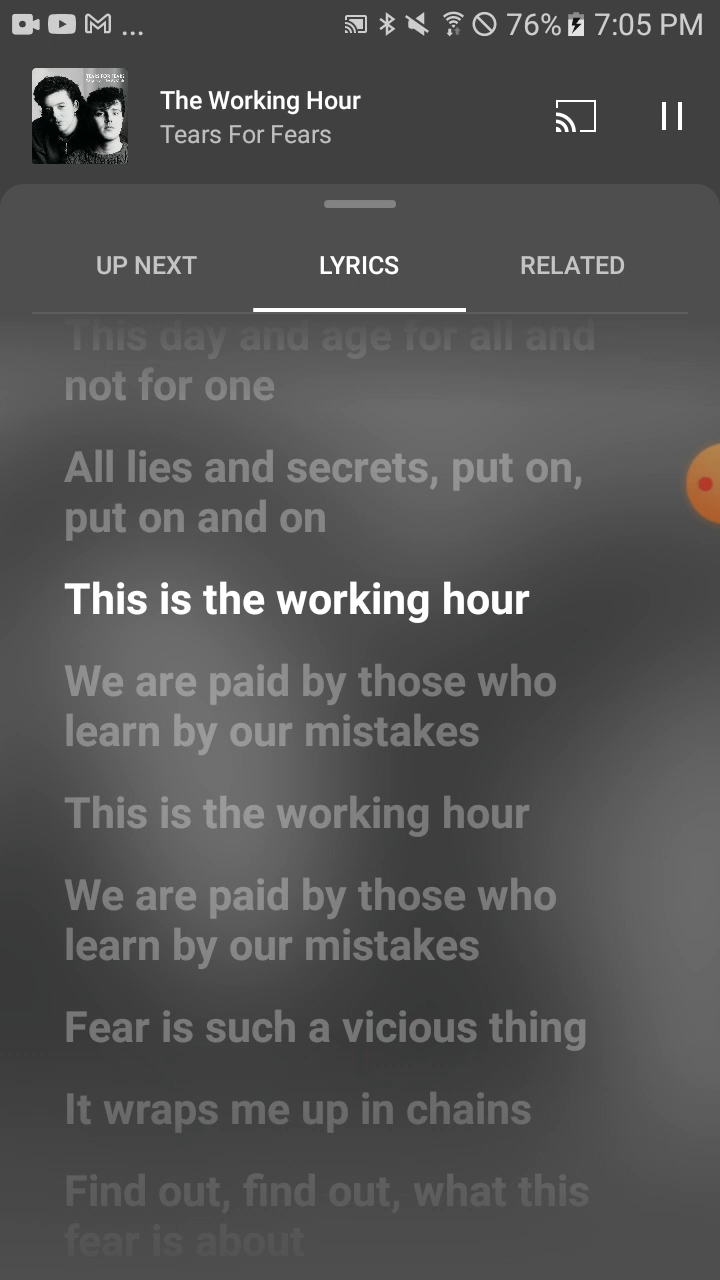 ... 76% 7:05 PM
TEARS FOR FEARS
The Working Hour
Tears For Fears
UP NEXT LYRICS RELATED
This day and age for all and
not for one
All lies and secrets, put on,
put on and on
This is the working hour
We are paid by those who
learn by our mistakes
This is the working hour
We are paid by those who
learn by our mistakes
Fear is such a vicious thing
It wraps me up in chains
Find out, find out, what this
fear is about